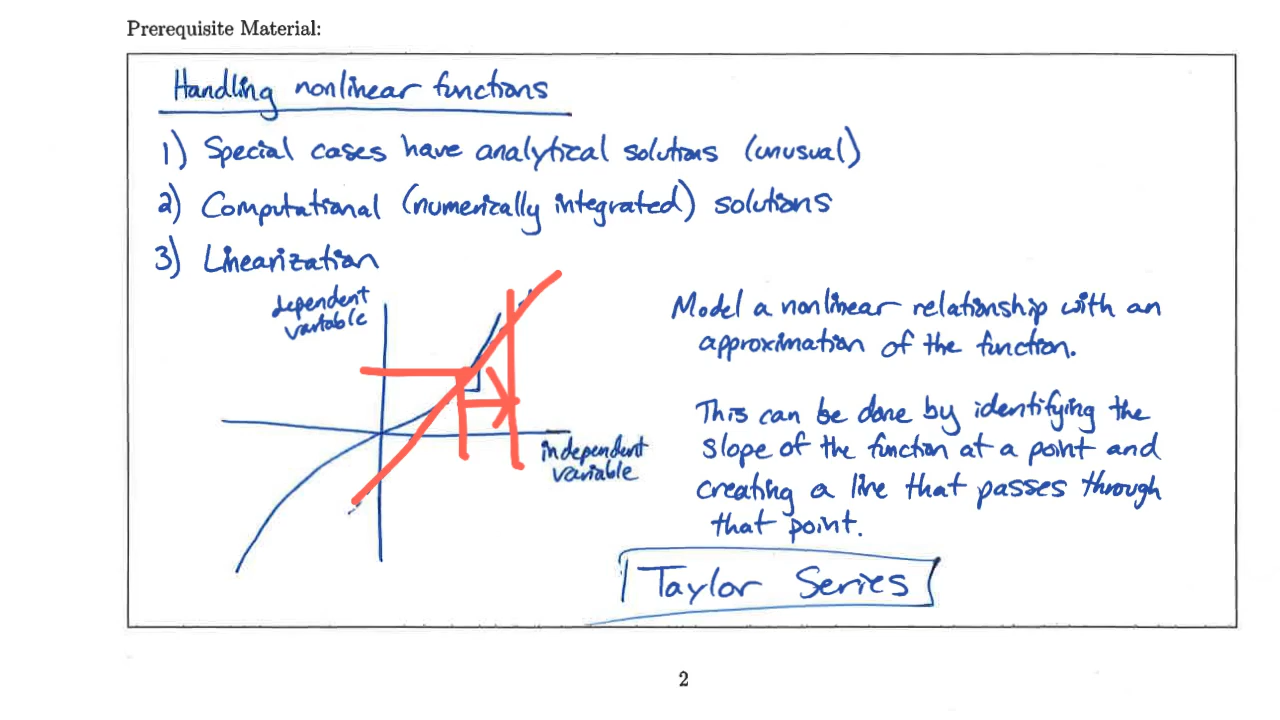 Prerequisite Material:
Handling nonlinear functions
1) Special cases have analytical solutions (unusual)
2) Computational (numerically integrated) solutions
3) Linearization
dependent
variable
independent
variable
Model a nonlinear relationship with an
approximation of the function.
This can be done by identifying the
slope of the function at a point and
creating a line that passes through
that point.
Taylor Series
2